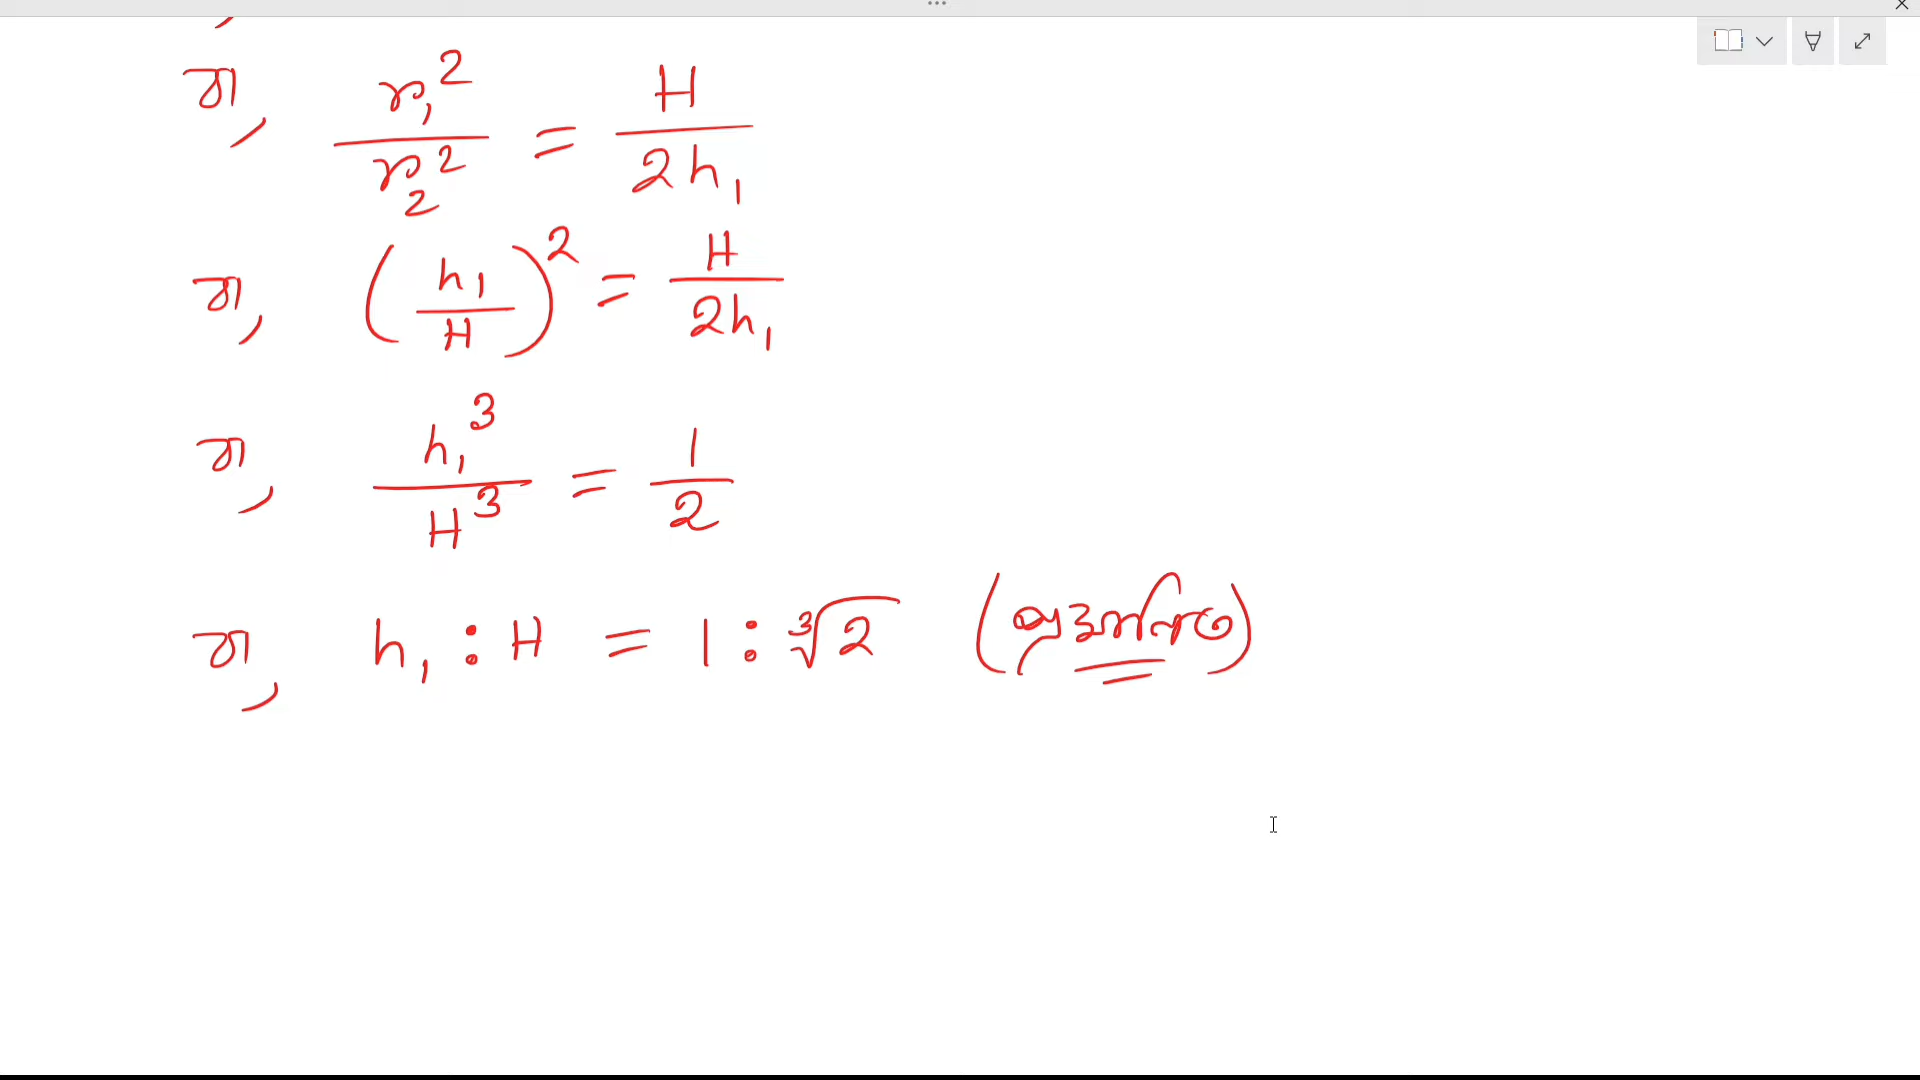 বা, r₁²/r₂² = H/2h₁
বা, (h₁/H)² = H/2h₁
বা, h₁³/H³ = 1/2
বা, h₁ : H = 1 : ∛2 (প্রমাণিত)